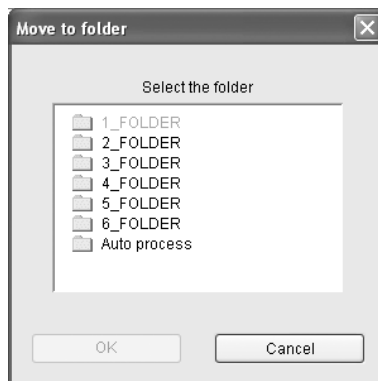 Move to folder
Select the folder
1_FOLDER
2_FOLDER
3_FOLDER
4_FOLDER
5_FOLDER
6_FOLDER
Auto process
OK
Cancel